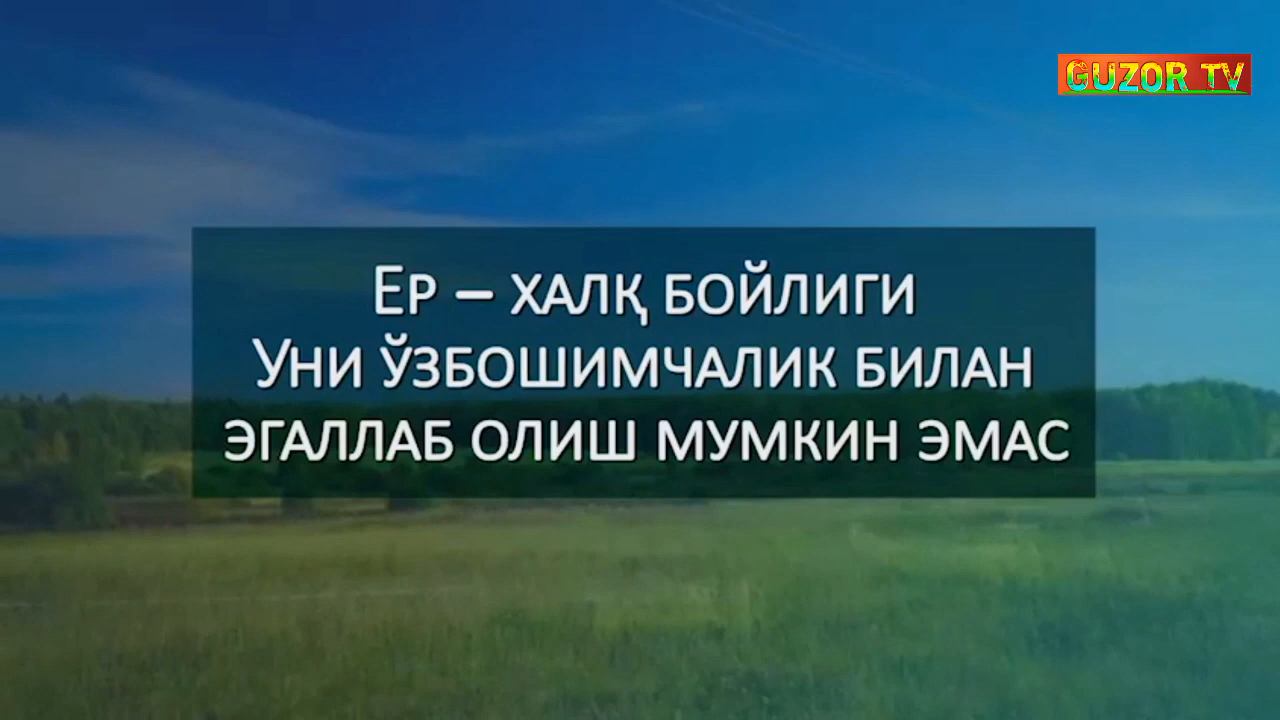 GUZOR TV
Ер – халқ бойлиги
Уни ўзбошимчалик билан
эгаллаб олиш мумкин эмас